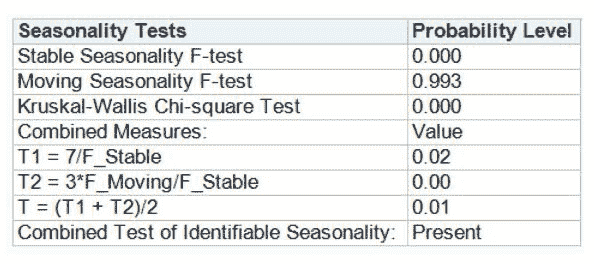 Seasonality Tests Probability Level
Stable Seasonality F-test 0.000
Moving Seasonality F-test 0.993
Kruskal-Wallis Chi-square Test 0.000
Combined Measures: Value
T1 = 7/F_Stable 0.02
T2 = 3*F_Moving/F_Stable 0.00
T = (T1 + T2)/2 0.01
Combined Test of Identifiable Seasonality: Present